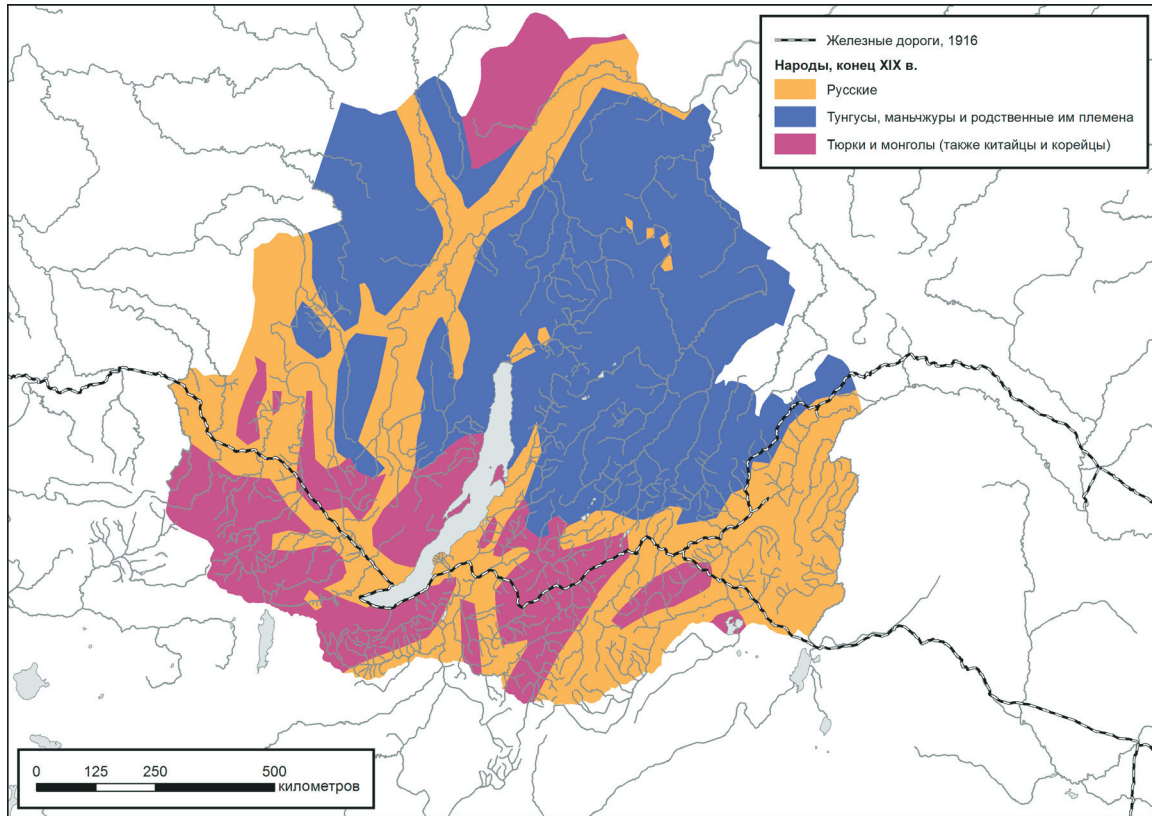 Железные дороги, 1916
Народы, конец XIX в.
Русские
Тунгусы, маньчжуры и родственные им племена
Тюрки и монголы (также китайцы и корейцы)
0 125 250 500
километров